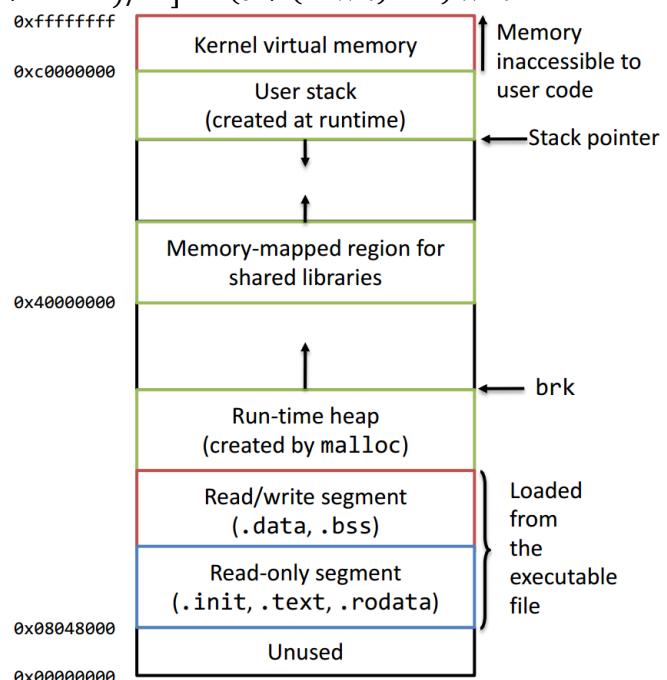 0xffffffff
Kernel virtual memory
Memory
inaccessible to
user code
0xc0000000
User stack
(created at runtime)
Stack pointer
Memory-mapped region for
shared libraries
0x40000000
brk
Run-time heap
(created by malloc)
Read/write segment
(.data, .bss)
Loaded
from
the
executable
file
Read-only segment
(.init, .text, .rodata)
0x08048000
Unused
0x00000000